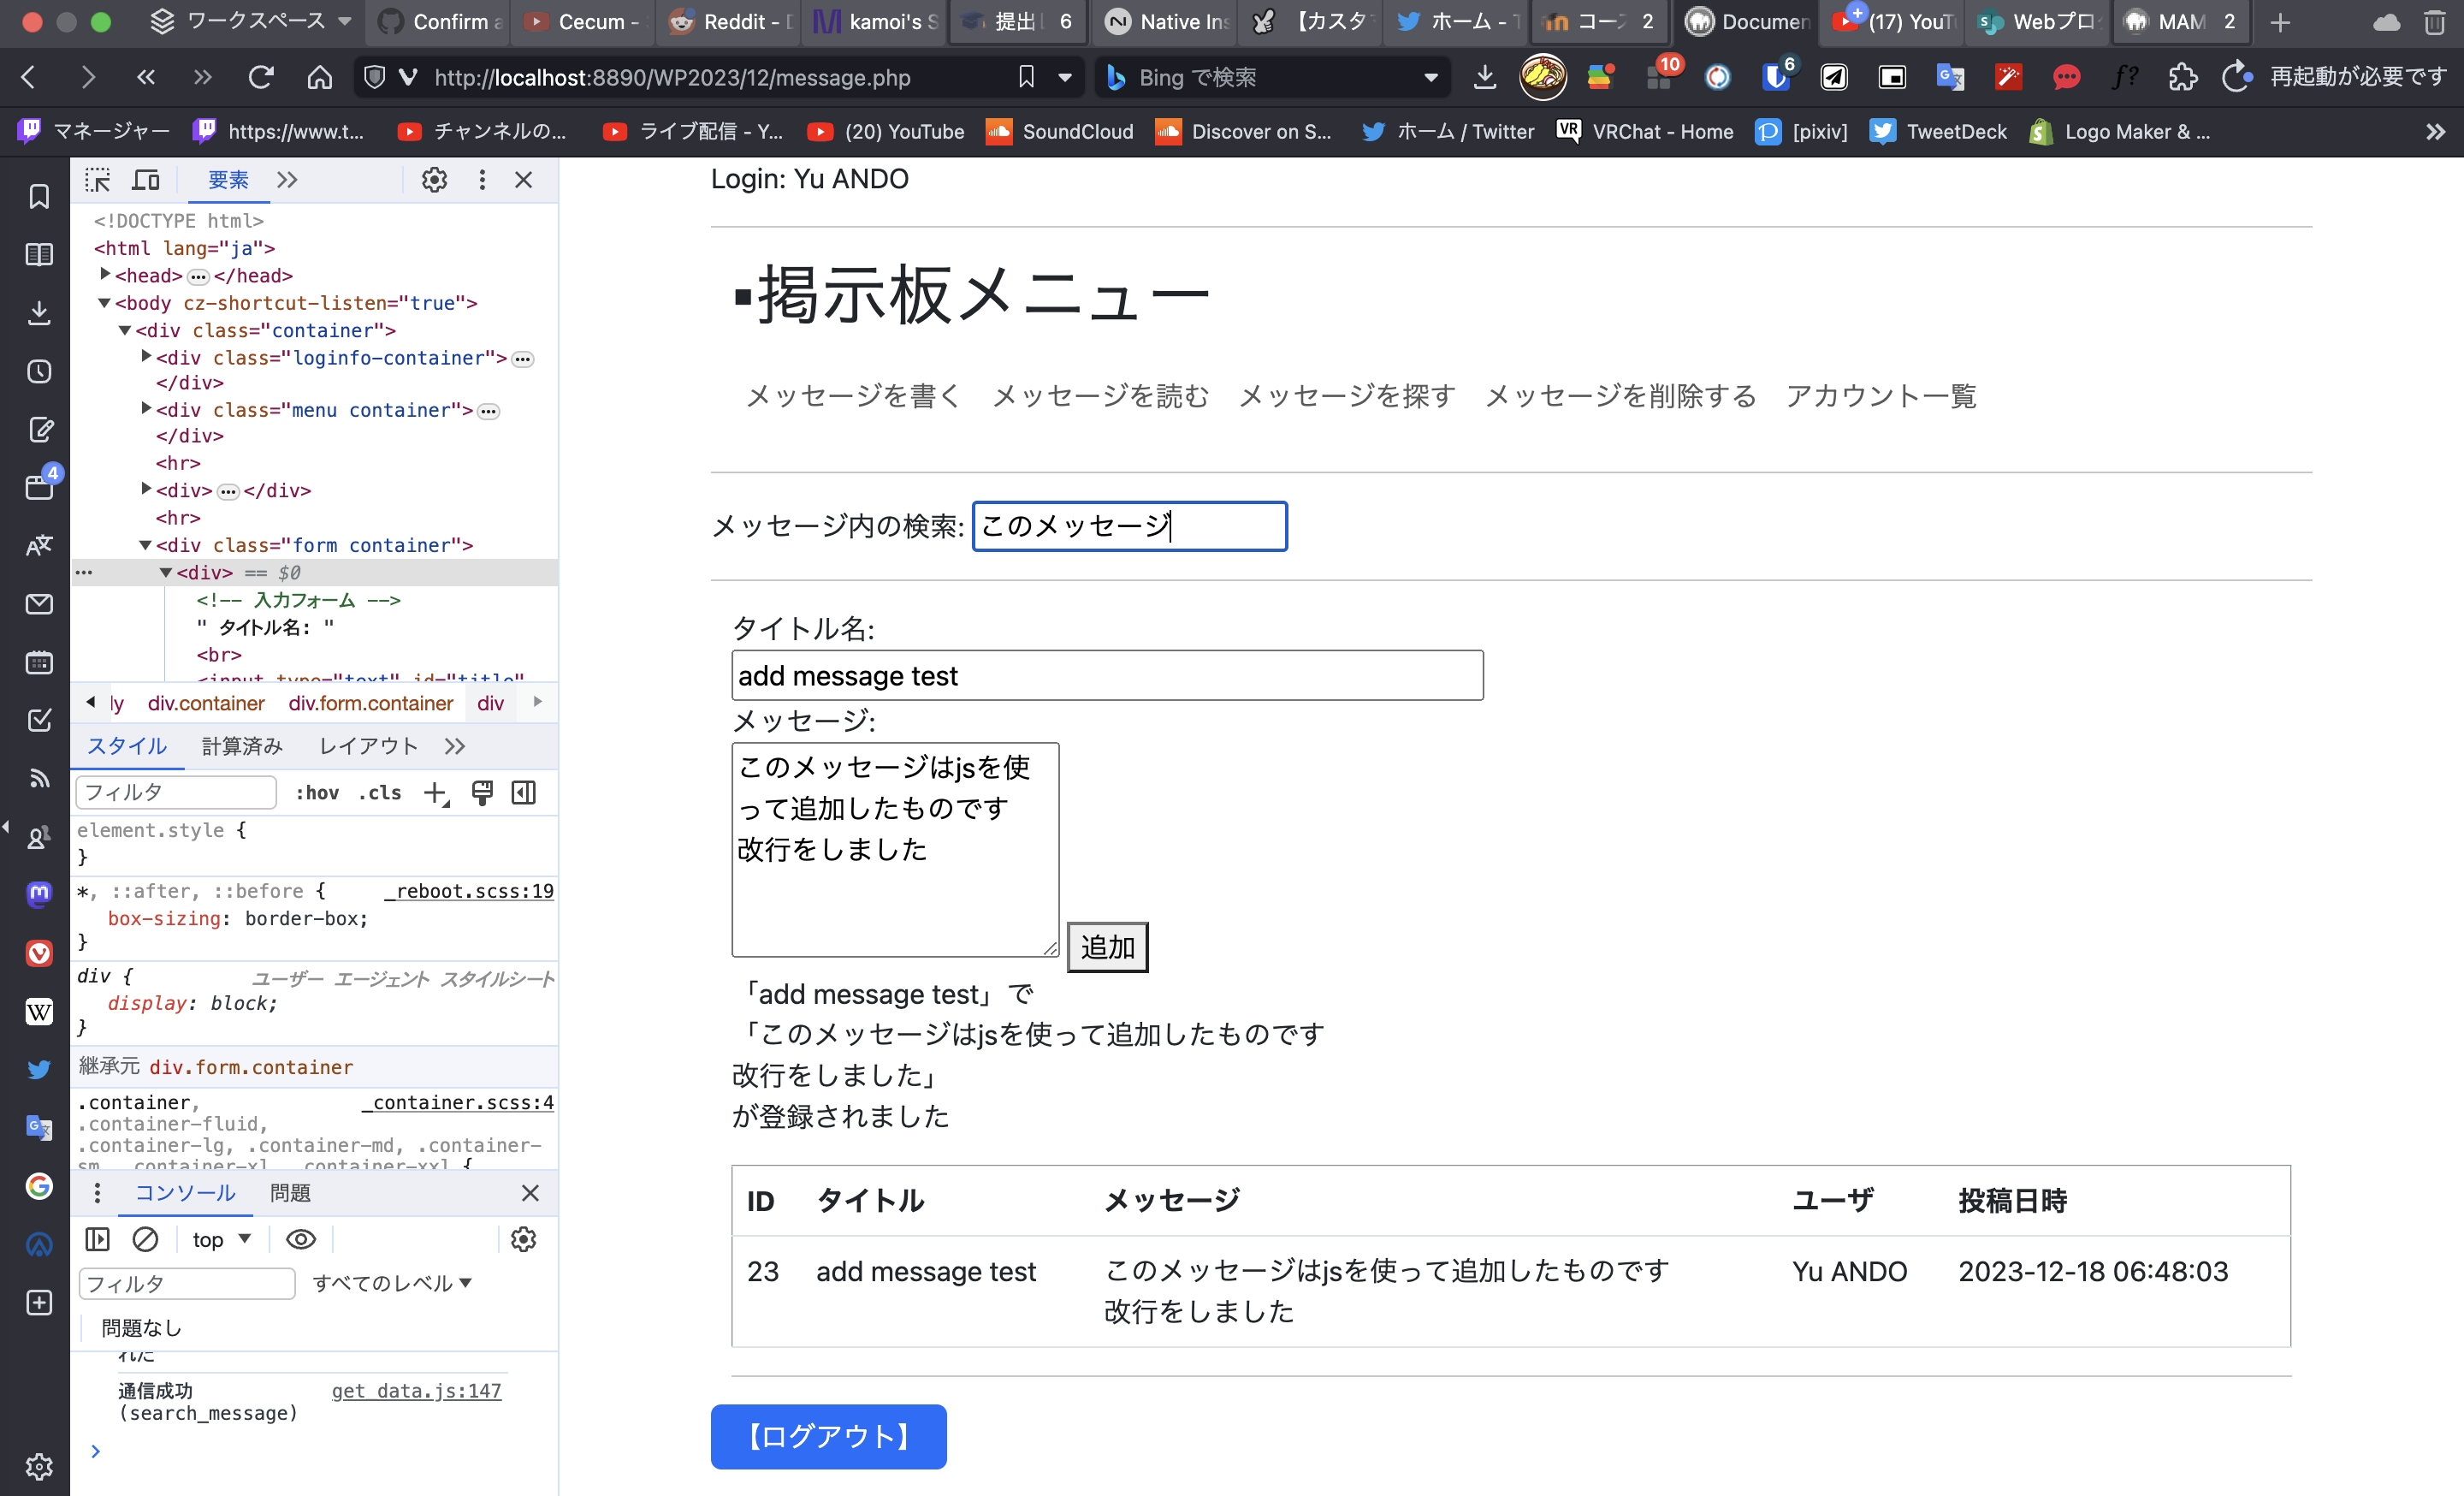 ワークスペース
Confirm a
Cecum -
Reddit - D
kamoi's S
提出 6
Native Ins
【カスタ
ホーム - T
コー 2
Documen
(17) YouTu
Webプロ
MAM 2
http://localhost:8890/WP2023/12/message.php
Bing で検索
10
6
再起動が必要です
マネージャー
https://www.t...
チャンネルの...
ライブ配信 - Y...
(20) YouTube
SoundCloud
Discover on S...
ホーム / Twitter
VRChat - Home
[pixiv]
TweetDeck
Logo Maker & ...
4
要素
<!DOCTYPE html>
<html lang="ja">
<head>…</head>
<body cz-shortcut-listen="true">
<div class="container">
<div class="loginfo-container">…
</div>
<div class="menu container">…
</div>
<hr>
<div>…</div>
<hr>
<div class="form container">
<div> == $0
<!-- 入力フォーム -->
" タイトル名: "
<br>
<input type="text" id="title"
ly div.container div.form.container div
スタイル 計算済み レイアウト
フィルタ :hov .cls
element.style {
}
*, ::after, ::before { _reboot.scss:19
box-sizing: border-box;
}
div { ユーザー エージェント スタイルシート
display: block;
}
継承元 div.form.container
.container, _container.scss:4
.container-fluid,
.container-lg, .container-md, .container-
sm, .container-xl, .container-xxl {
コンソール 問題
top
フィルタ すべてのレベル
問題なし
れた
通信成功 get_data.js:147
(search_message)
Login: Yu ANDO
▪掲示板メニュー
メッセージを書く メッセージを読む メッセージを探す メッセージを削除する アカウント一覧
メッセージ内の検索: このメッセージ
タイトル名:
add message test
メッセージ:
このメッセージはjsを使
って追加したものです
改行をしました
追加
「add message test」で
「このメッセージはjsを使って追加したものです
改行をしました」
が登録されました
ID タイトル メッセージ ユーザ 投稿日時
23 add message test このメッセージはjsを使って追加したものです Yu ANDO 2023-12-18 06:48:03
改行をしました
【ログアウト】